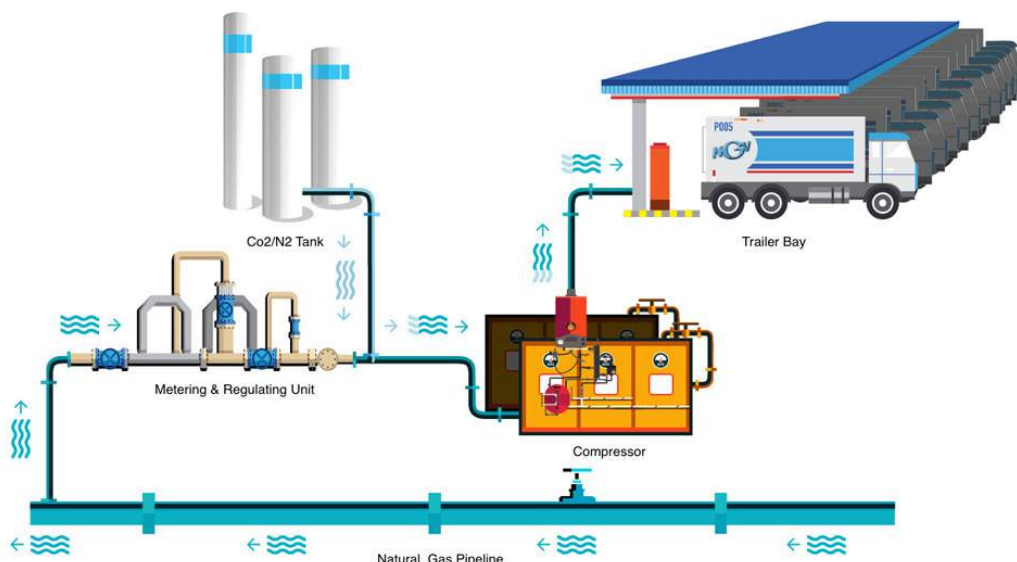 P005
NGV
Co2/N2 Tank
Trailer Bay
Metering & Regulating Unit
Compressor
Natural Gas Pipeline